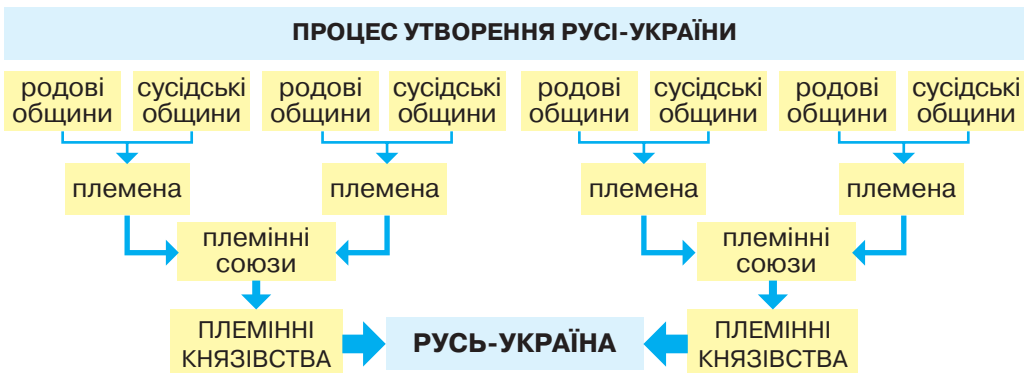 ПРОЦЕС УТВОРЕННЯ РУСІ-УКРАЇНИ
родові общини
сусідські общини
родові общини
сусідські общини
родові общини
сусідські общини
родові общини
сусідські общини
племена
племена
племена
племена
племінні союзи
племінні союзи
ПЛЕМІННІ КНЯЗІВСТВА
РУСЬ-УКРАЇНА
ПЛЕМІННІ КНЯЗІВСТВА